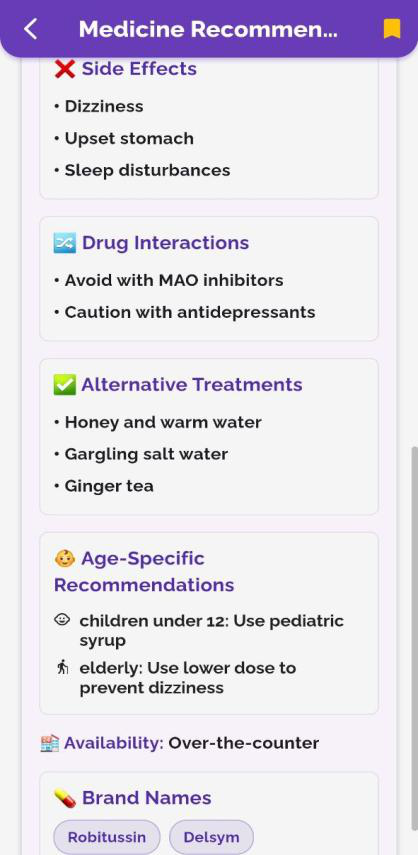 Medicine Recommen...
❌ Side Effects
• Dizziness
• Upset stomach
• Sleep disturbances
🔀 Drug Interactions
• Avoid with MAO inhibitors
• Caution with antidepressants
✅ Alternative Treatments
• Honey and warm water
• Gargling salt water
• Ginger tea
👶 Age-Specific
Recommendations
children under 12: Use pediatric
syrup
elderly: Use lower dose to
prevent dizziness
🏪 Availability: Over-the-counter
💊 Brand Names
Robitussin Delsym